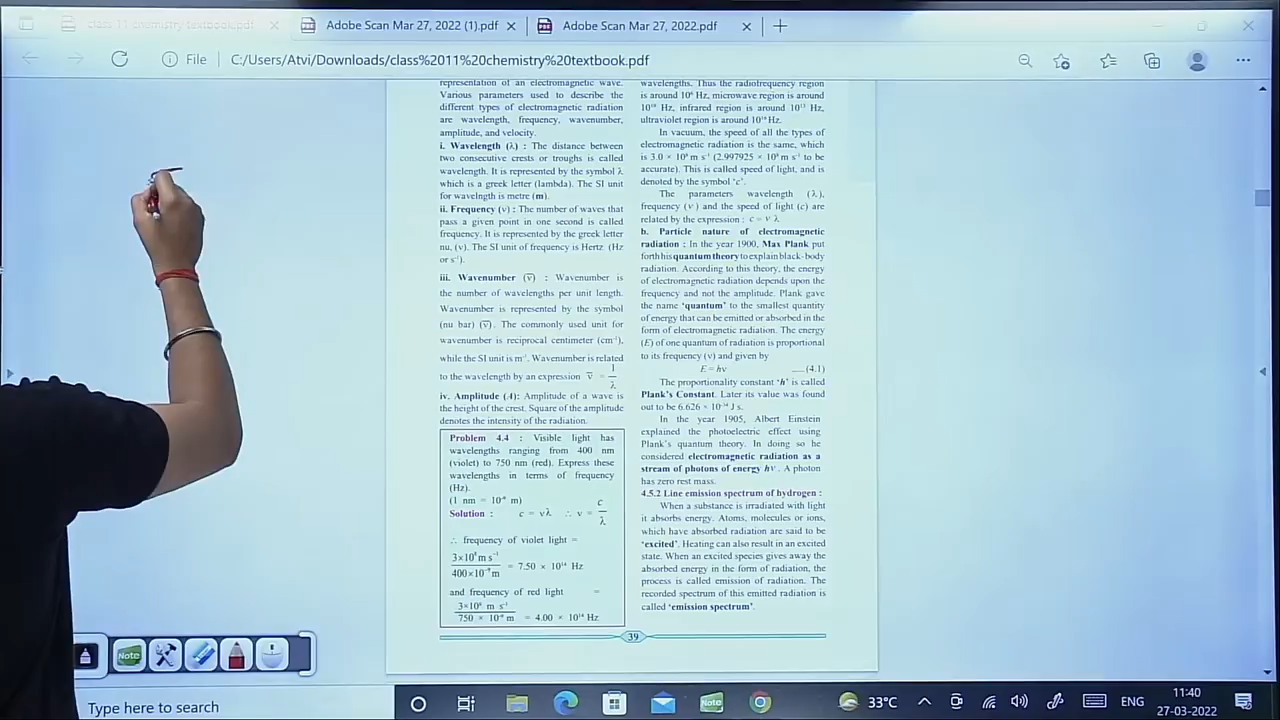 class 11 chemistry textbook.pdf
Adobe Scan Mar 27, 2022 (1).pdf
Adobe Scan Mar 27, 2022.pdf
File
C:/Users/Atvi/Downloads/class%2011%20chemistry%20textbook.pdf
representation of an electromagnetic wave.
Various parameters used to describe the
different types of electromagnetic radiation
are wavelength, frequency, wavenumber,
amplitude, and velocity.
i. Wavelength (λ) : The distance between
two consecutive crests or troughs is called
wavelength. It is represented by the symbol λ
which is a greek letter (lambda). The SI unit
for wavelngth is metre (m).
ii. Frequency (ν) : The number of waves that
pass a given point in one second is called
frequency. It is represented by the greek letter
nu, (ν). The SI unit of frequency is Hertz (Hz
or s⁻¹).
iii. Wavenumber (ν̅) : Wavenumber is
the number of wavelengths per unit length.
Wavenumber is represented by the symbol
(nu bar) (ν̅). The commonly used unit for
wavenumber is reciprocal centimeter (cm⁻¹),
while the SI unit is m⁻¹. Wavenumber is related
to the wavelength by an expression ν̅ = 1/λ
iv. Amplitude (A): Amplitude of a wave is
the height of the crest. Square of the amplitude
denotes the intensity of the radiation.
Problem 4.4 : Visible light has
wavelengths ranging from 400 nm
(violet) to 750 nm (red). Express these
wavelengths in terms of frequency
(Hz).
(1 nm = 10⁻⁹ m)
Solution : c = νλ ∴ ν = c/λ
∴ frequency of violet light =
3×10⁸ m s⁻¹
400×10⁻⁹ m
= 7.50 × 10¹⁴ Hz
and frequency of red light =
3×10⁸ m s⁻¹
750 × 10⁻⁹ m
= 4.00 × 10¹⁴ Hz
wavelengths. Thus the radiofrequency region
is around 10⁶ Hz, microwave region is around
10¹⁰ Hz, infrared region is around 10¹³ Hz,
ultraviolet region is around 10¹⁶ Hz.
In vacuum, the speed of all the types of
electromagnetic radiation is the same, which
is 3.0 × 10⁸ m s⁻¹ (2.997925 × 10⁸ m s⁻¹ to be
accurate). This is called speed of light, and is
denoted by the symbol 'c'.
The parameters wavelength (λ),
frequency (ν) and the speed of light (c) are
related by the expression : c = ν λ
b. Particle nature of electromagnetic
radiation : In the year 1900, Max Plank put
forth his quantum theory to explain black-body
radiation. According to this theory, the energy
of electromagnetic radiation depends upon the
frequency and not the amplitude. Plank gave
the name 'quantum' to the smallest quantity
of energy that can be emitted or absorbed in the
form of electromagnetic radiation. The energy
(E) of one quantum of radiation is proportional
to its frequency (ν) and given by
E = hν .....(4.1)
The proportionality constant 'h' is called
Plank's Constant. Later its value was found
out to be 6.626 × 10⁻³⁴ J s.
In the year 1905, Albert Einstein
explained the photoelectric effect using
Plank's quantum theory. In doing so he
considered electromagnetic radiation as a
stream of photons of energy hν . A photon
has zero rest mass.
4.5.2 Line emission spectrum of hydrogen :
When a substance is irradiated with light
it absorbs energy. Atoms, molecules or ions,
which have absorbed radiation are said to be
'excited'. Heating can also result in an excited
state. When an excited species gives away the
absorbed energy in the form of radiation, the
process is called emission of radiation. The
recorded spectrum of this emitted radiation is
called 'emission spectrum'.
39
Note
Type here to search
Note
33°C
ENG
11:40
27-03-2022